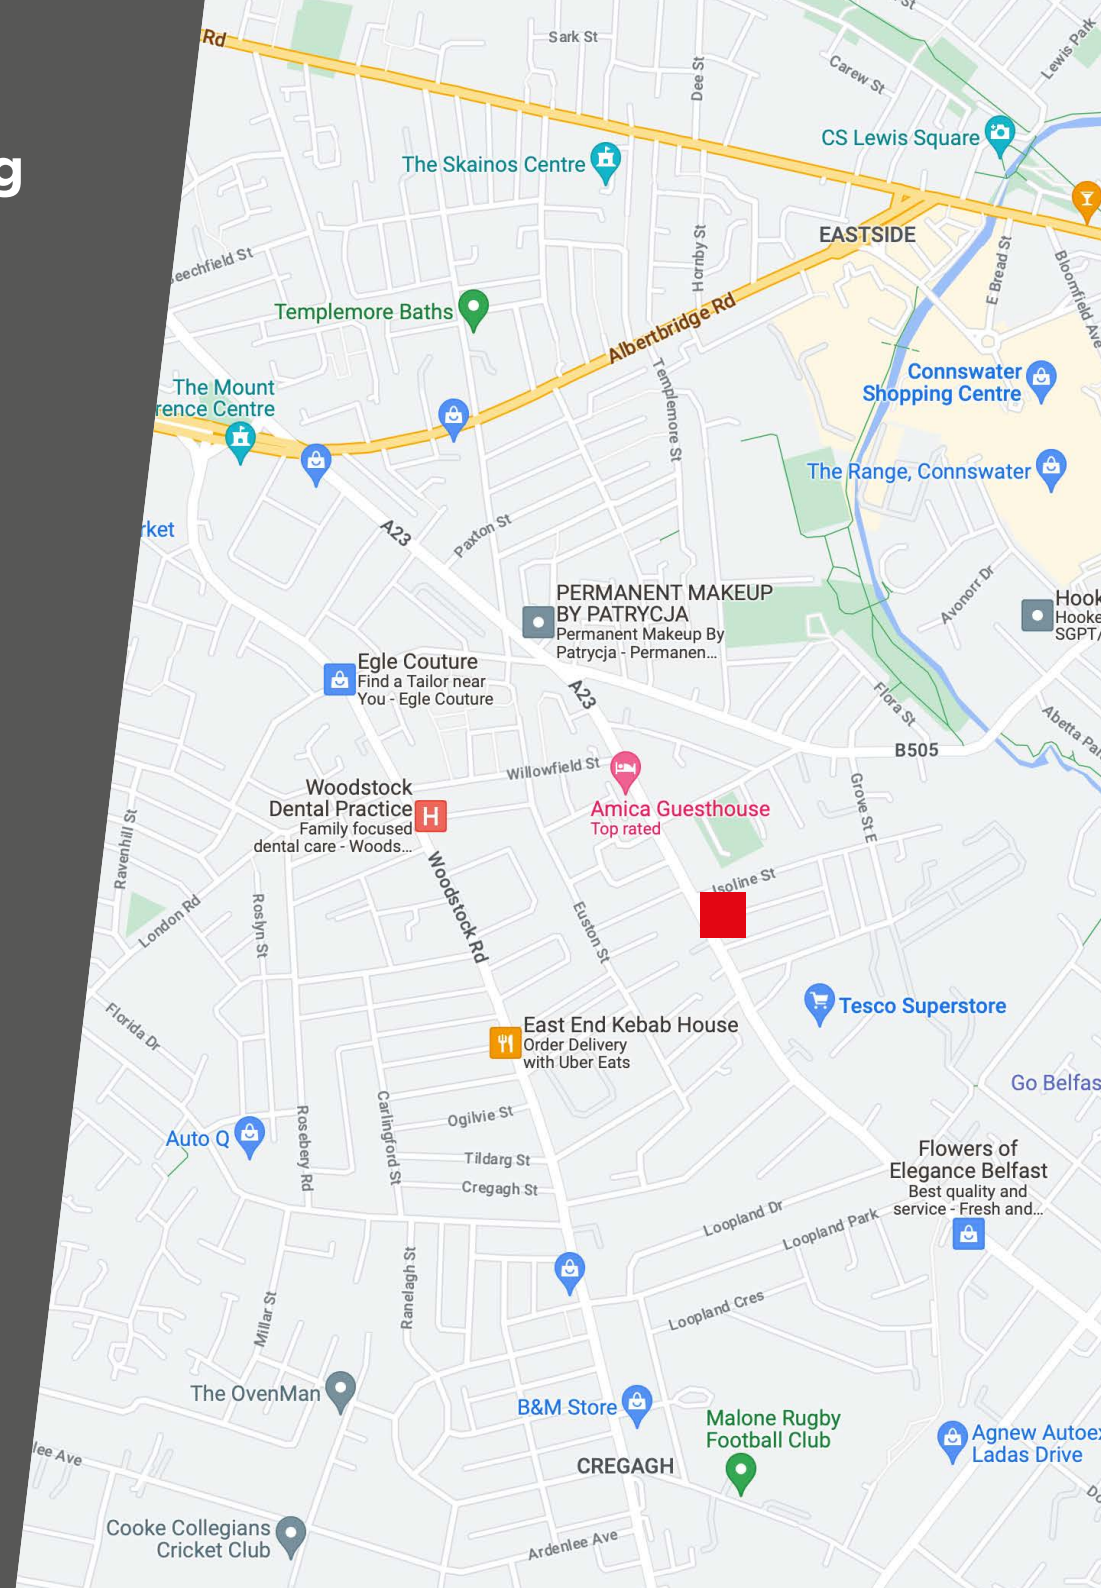 g
Rd
Sark St
Dee St
Carew St
Lewis Park
St
CS Lewis Square
The Skainos Centre
EASTSIDE
Hornby St
E Bread St
Bloomfield Ave
eechfield St
Templemore Baths
Albertbridge Rd
Templemore St
Connswater
Shopping Centre
The Mount
rence Centre
The Range, Connswater
rket
A23
Paxton St
Avonorr Dr
PERMANENT MAKEUP
BY PATRYCJA
Permanent Makeup By
Patrycja - Permanen...
Hook
Hooke
SGPT/
Egle Couture
Find a Tailor near
You - Egle Couture
A23
Flora St
Abetta Par
B505
Willowfield St
Amica Guesthouse
Top rated
Grove St E
Woodstock
Dental Practice
Family focused
dental care - Woods...
H
Ravenhill St
Woodstock Rd
Isoline St
London Rd
Roslyn St
Euston St
Tesco Superstore
Florida Dr
East End Kebab House
Order Delivery
with Uber Eats
Go Belfas
Carlingford St
Ogilvie St
Rosebery Rd
Auto Q
Tildarg St
Cregagh St
Flowers of
Elegance Belfast
Best quality and
service - Fresh and...
Loopland Dr
Loopland Park
Ranelagh St
Millar St
Loopland Cres
The OvenMan
B&M Store
Malone Rugby
Football Club
Agnew Autoex
Ladas Drive
lee Ave
CREGAGH
Do
Cooke Collegians
Cricket Club
Ardenlee Ave